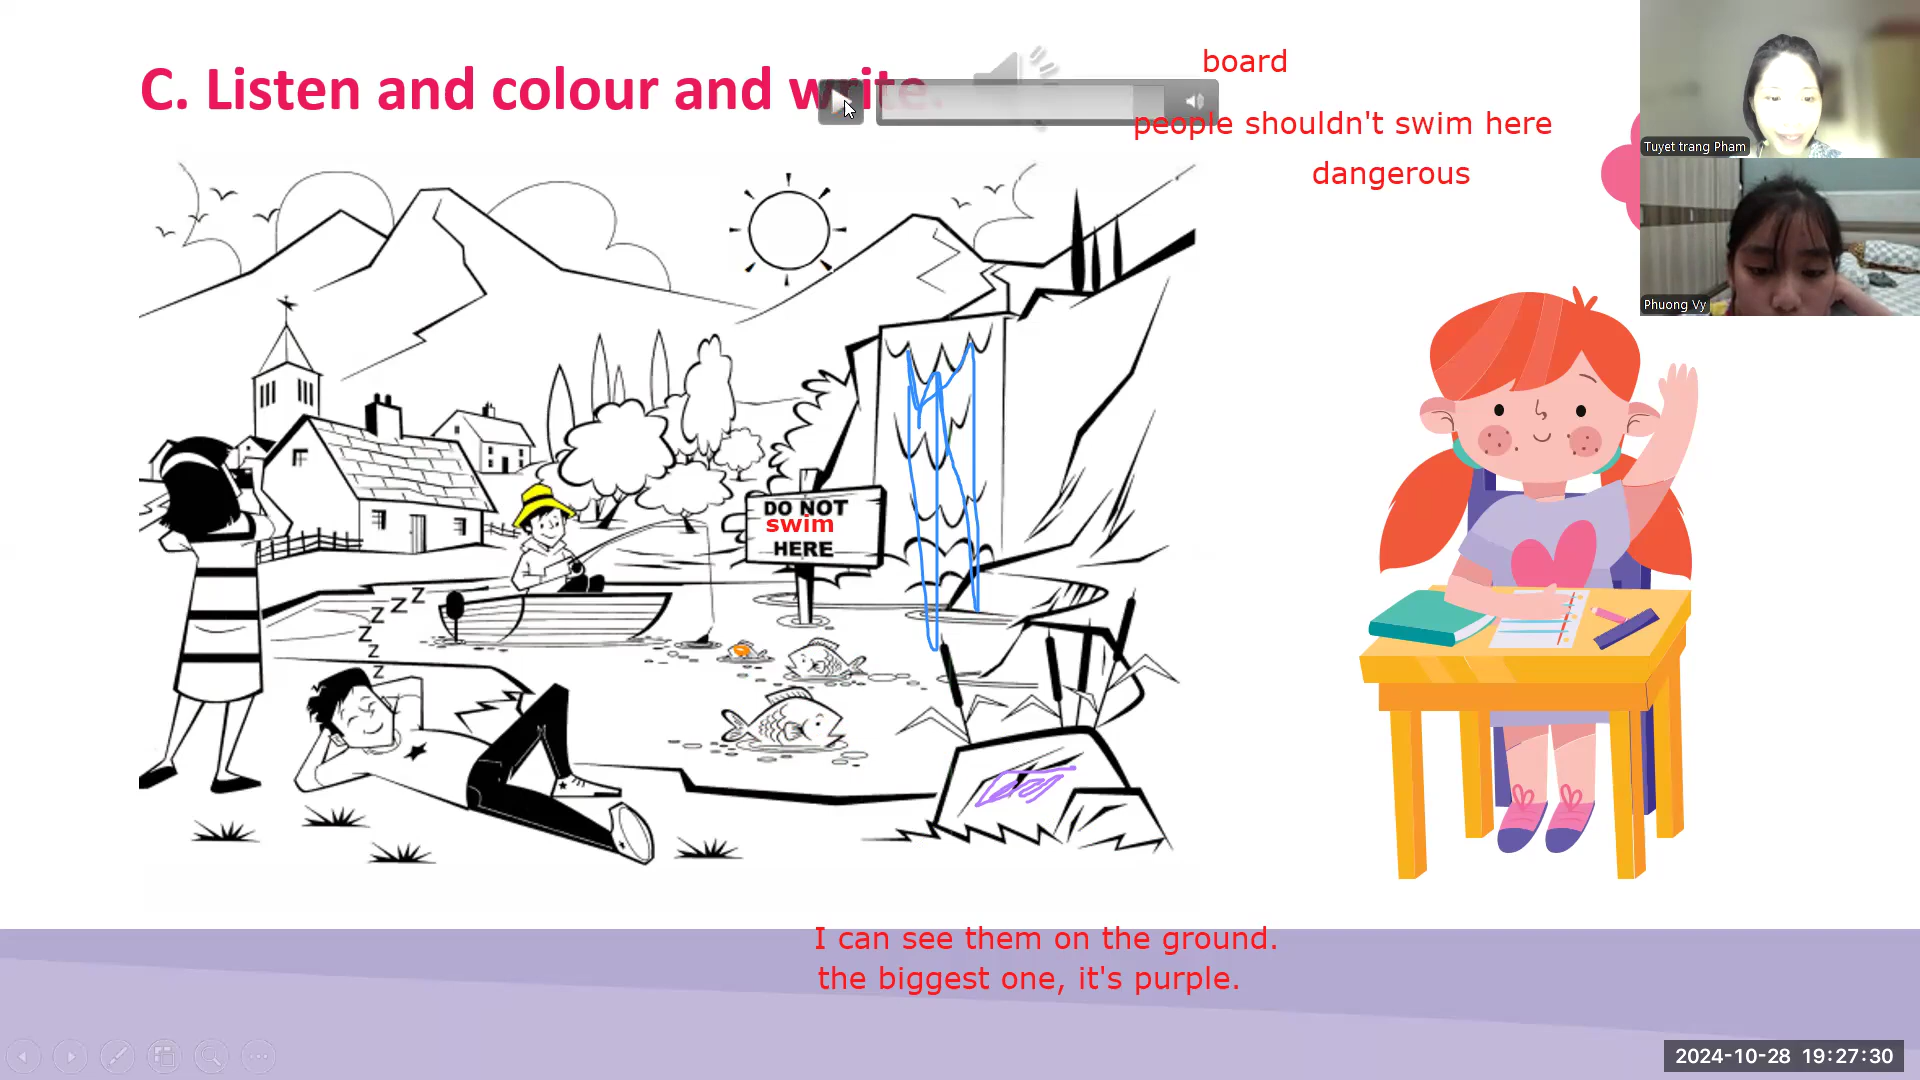 C. Listen and colour and write.
board
people shouldn't swim here
dangerous
Tuyet trang Pham
Phuong Vy
DO NOT
swim
HERE
Z
Z
Z
Z
Z
Z
I can see them on the ground.
the biggest one, it's purple.
2024-10-28 19:27:30